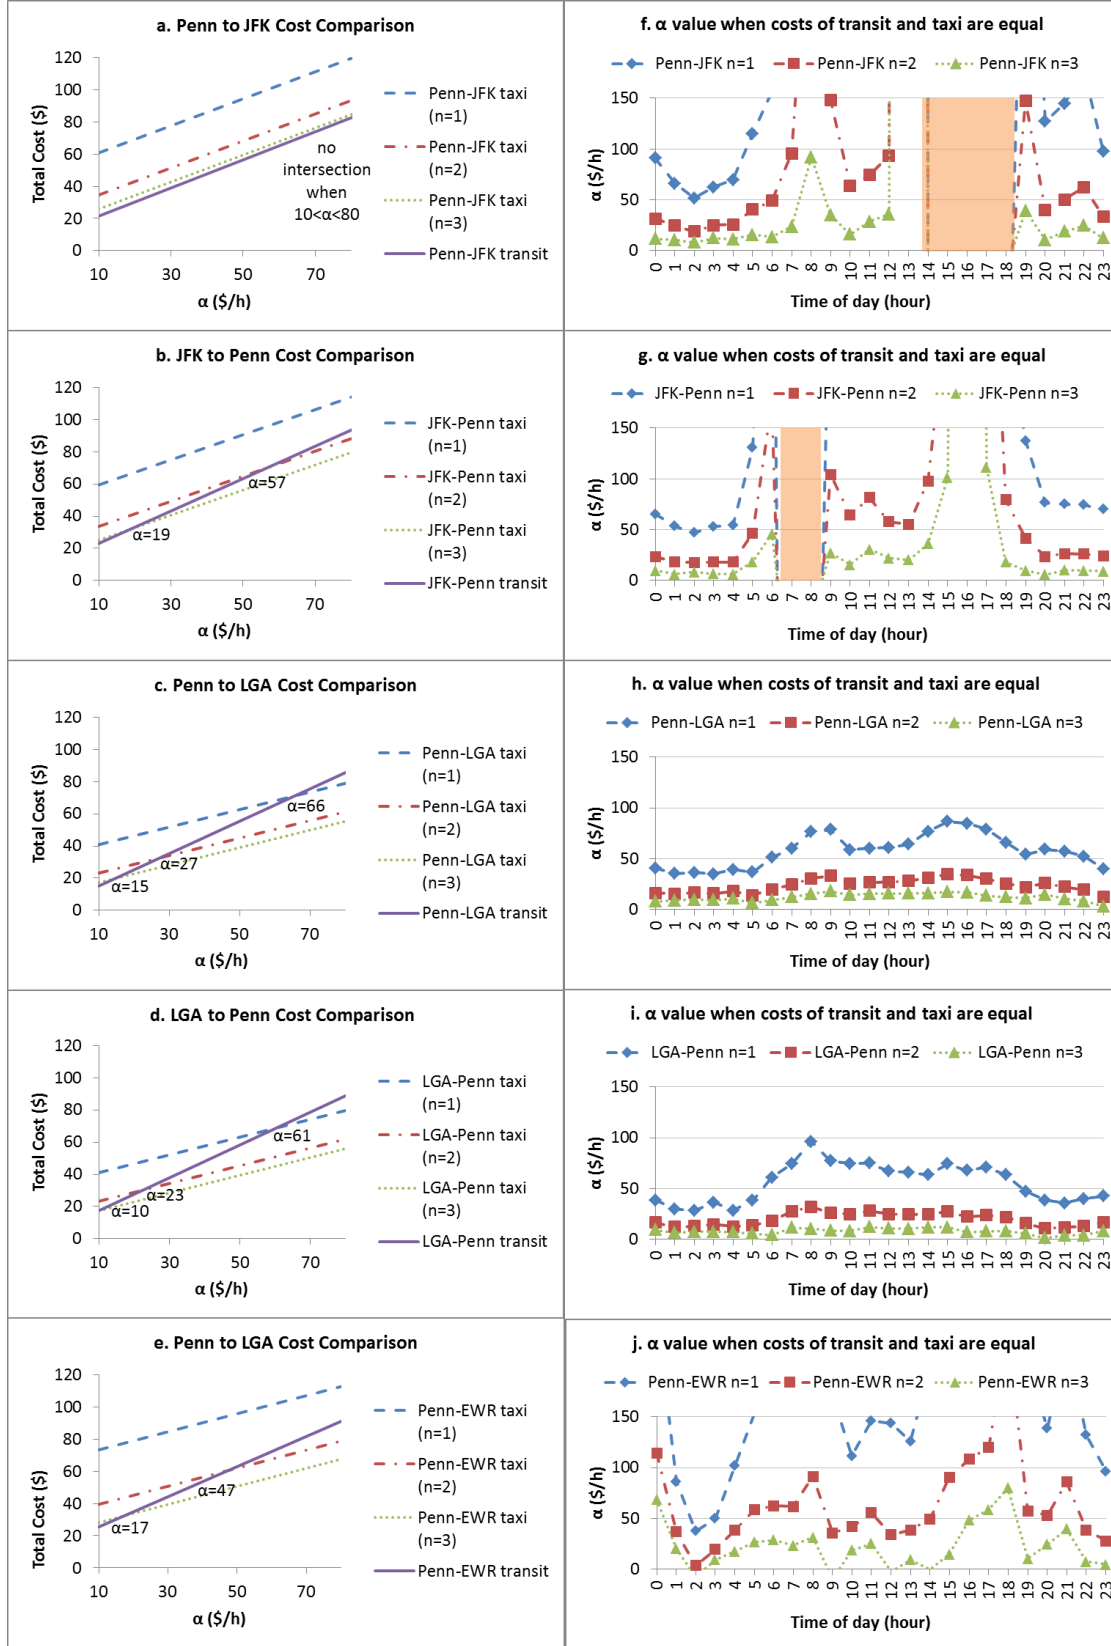 a. Penn to JFK Cost Comparison
Total Cost ($)
120
100
80
60
40
20
0
10
30
50
70
α ($/h)
no
intersection
when
10<α<80
Penn-JFK taxi
(n=1)
Penn-JFK taxi
(n=2)
Penn-JFK taxi
(n=3)
Penn-JFK transit
f. α value when costs of transit and taxi are equal
Penn-JFK n=1
Penn-JFK n=2
Penn-JFK n=3
α ($/h)
150
100
50
0
0 1 2 3 4 5 6 7 8 9 10 11 12 13 14 15 16 17 18 19 20 21 22 23
Time of day (hour)
b. JFK to Penn Cost Comparison
Total Cost ($)
120
100
80
60
40
20
0
10
30
50
70
α ($/h)
α=57
α=19
JFK-Penn taxi
(n=1)
JFK-Penn taxi
(n=2)
JFK-Penn taxi
(n=3)
JFK-Penn transit
g. α value when costs of transit and taxi are equal
JFK-Penn n=1
JFK-Penn n=2
JFK-Penn n=3
α ($/h)
150
100
50
0
0 1 2 3 4 5 6 7 8 9 10 11 12 13 14 15 16 17 18 19 20 21 22 23
Time of day (hour)
c. Penn to LGA Cost Comparison
Total Cost ($)
120
100
80
60
40
20
0
10
30
50
70
α ($/h)
α=66
α=27
α=15
Penn-LGA taxi
(n=1)
Penn-LGA taxi
(n=2)
Penn-LGA taxi
(n=3)
Penn-LGA transit
h. α value when costs of transit and taxi are equal
Penn-LGA n=1
Penn-LGA n=2
Penn-LGA n=3
α ($/h)
150
100
50
0
0 1 2 3 4 5 6 7 8 9 10 11 12 13 14 15 16 17 18 19 20 21 22 23
Time of day (hour)
d. LGA to Penn Cost Comparison
Total Cost ($)
120
100
80
60
40
20
0
10
30
50
70
α ($/h)
α=61
α=23
α=10
LGA-Penn taxi
(n=1)
LGA-Penn taxi
(n=2)
LGA-Penn taxi
(n=3)
LGA-Penn transit
i. α value when costs of transit and taxi are equal
LGA-Penn n=1
LGA-Penn n=2
LGA-Penn n=3
α ($/h)
150
100
50
0
0 1 2 3 4 5 6 7 8 9 10 11 12 13 14 15 16 17 18 19 20 21 22 23
Time of day (hour)
e. Penn to LGA Cost Comparison
Total Cost ($)
120
100
80
60
40
20
0
10
30
50
70
α ($/h)
α=47
α=17
Penn-EWR taxi
(n=1)
Penn-EWR taxi
(n=2)
Penn-EWR taxi
(n=3)
Penn-EWR transit
j. α value when costs of transit and taxi are equal
Penn-EWR n=1
Penn-EWR n=2
Penn-EWR n=3
α ($/h)
150
100
50
0
0 1 2 3 4 5 6 7 8 9 10 11 12 13 14 15 16 17 18 19 20 21 22 23
Time of day (hour)